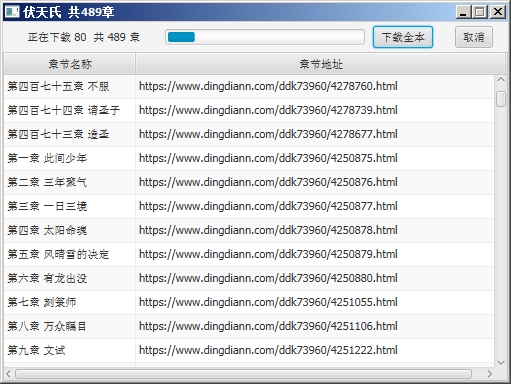 伏天氏 共489章
正在下载 80 共 489 章
下载全本
取消
章节名称 章节地址
第四百七十五章 不服 https://www.dingdiann.com/ddk73960/4278760.html
第四百七十四章 请圣子 https://www.dingdiann.com/ddk73960/4278739.html
第四百七十三章 造圣 https://www.dingdiann.com/ddk73960/4278677.html
第一章 此间少年 https://www.dingdiann.com/ddk73960/4250875.html
第二章 三年聚气 https://www.dingdiann.com/ddk73960/4250876.html
第三章 一日三境 https://www.dingdiann.com/ddk73960/4250877.html
第四章 太阳命魂 https://www.dingdiann.com/ddk73960/4250878.html
第五章 风晴雪的决定 https://www.dingdiann.com/ddk73960/4250879.html
第六章 有龙出没 https://www.dingdiann.com/ddk73960/4250880.html
第七章 刻箓师 https://www.dingdiann.com/ddk73960/4251055.html
第八章 万众瞩目 https://www.dingdiann.com/ddk73960/4251106.html
第九章 文试 https://www.dingdiann.com/ddk73960/4251222.html